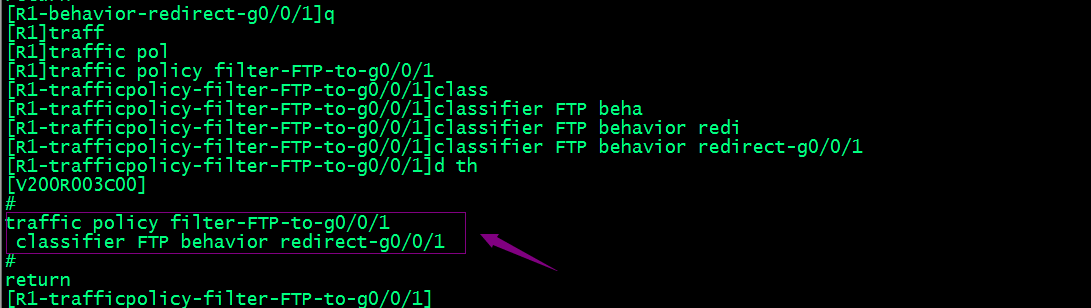 [R1-behavior-redirect-g0/0/1]q
[R1]traff
[R1]traffic pol
[R1]traffic policy filter-FTP-to-g0/0/1
[R1-trafficpolicy-filter-FTP-to-g0/0/1]class
[R1-trafficpolicy-filter-FTP-to-g0/0/1]classifier FTP beha
[R1-trafficpolicy-filter-FTP-to-g0/0/1]classifier FTP behavior redi
[R1-trafficpolicy-filter-FTP-to-g0/0/1]classifier FTP behavior redirect-g0/0/1
[R1-trafficpolicy-filter-FTP-to-g0/0/1]d th
[V200R003C00]
#
traffic policy filter-FTP-to-g0/0/1
 classifier FTP behavior redirect-g0/0/1
#
return
[R1-trafficpolicy-filter-FTP-to-g0/0/1]